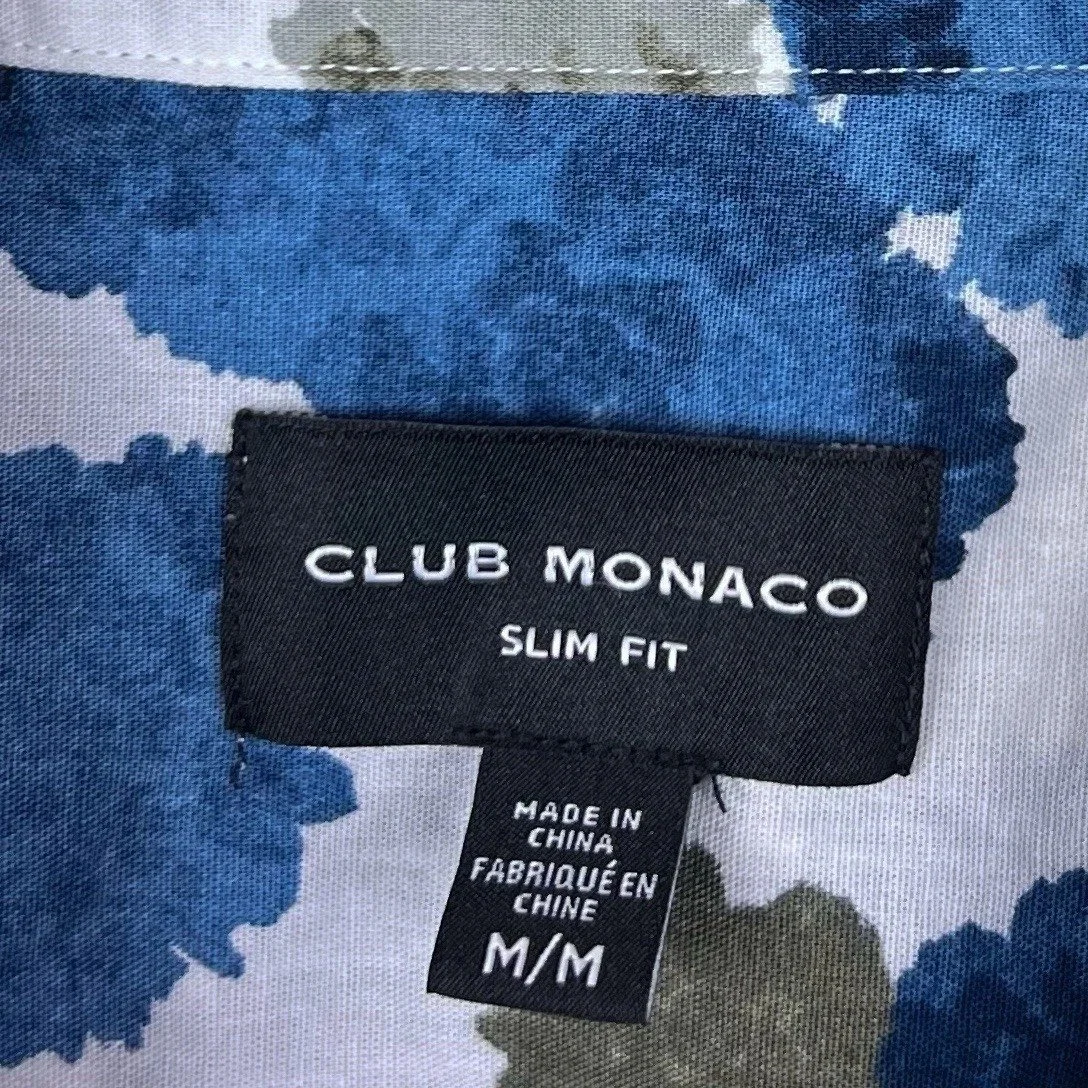 CLUB MONACO
SLIM FIT
MADE IN
CHINA
FABRIQUÉ EN
CHINE
M/M